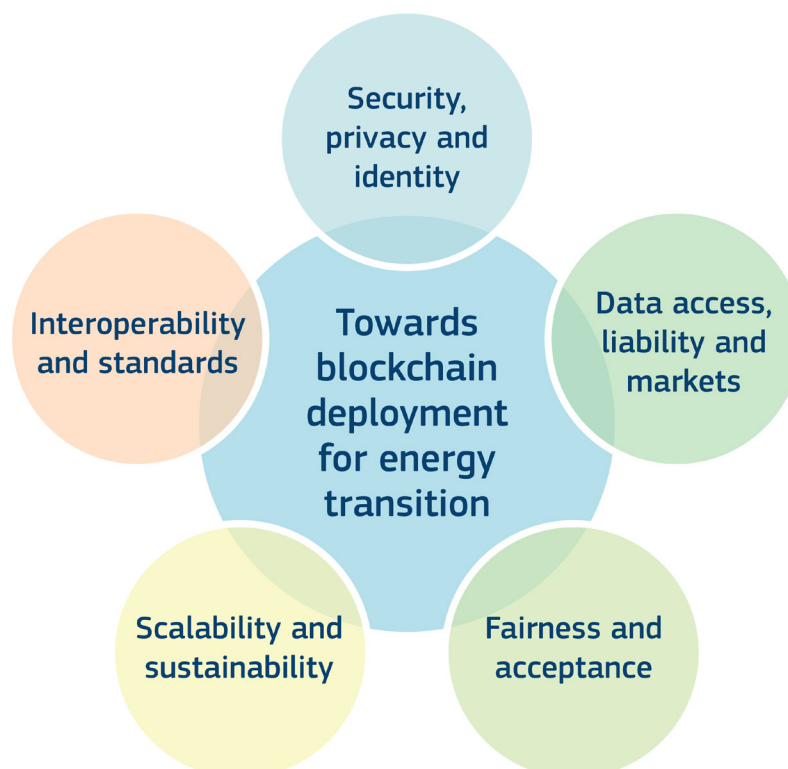 Security,
privacy and
identity
Interoperability
and standards
Towards
blockchain
deployment
for energy
transition
Data access,
liability and
markets
Scalability and
sustainability
Fairness and
acceptance